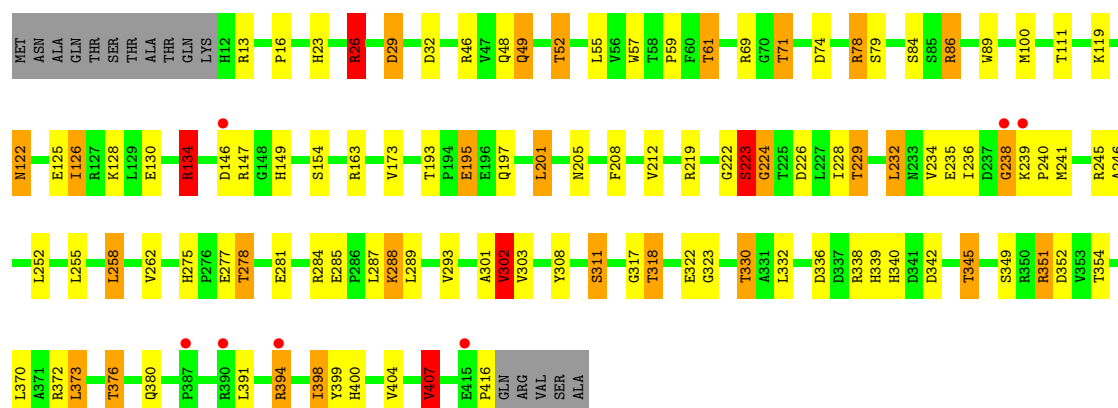 MET ASN ALA GLN THR SER THR ALA THR GLN LYS H12 R13 P16 H23 R26 D29 D32 R46 V47 Q48 Q49 T52 L55 V56 W57 T58 P59 F60 T61 R69 G70 T71 D74 R78 S79 S84 S85 R86 W89 M100 T111 K119
N122 E125 I126 R127 K128 L129 E130 R134 D146 R147 G148 H149 S154 R163 V173 T193 P194 E195 E196 Q197 L201 N205 F208 V212 R219 G222 S223 G224 T225 D226 L227 I228 T229 L232 N233 V234 E235 I236 D237 G238 K239 P240 M241 R245 A246
L252 L255 L258 V262 H275 P276 E277 T278 E281 R284 E285 P286 L287 K288 L289 V293 A301 V302 V303 Y308 S311 G317 T318 E322 G323 T330 A331 L332 D336 D337 R338 H339 H340 D341 D342 T345 S349 R350 R351 D352 V353 T354
L370 A371 R372 L373 T376 Q380 P387 R390 L391 R394 I398 Y399 H400 V404 V407 E415 P416 GLN ARG VAL SER ALA